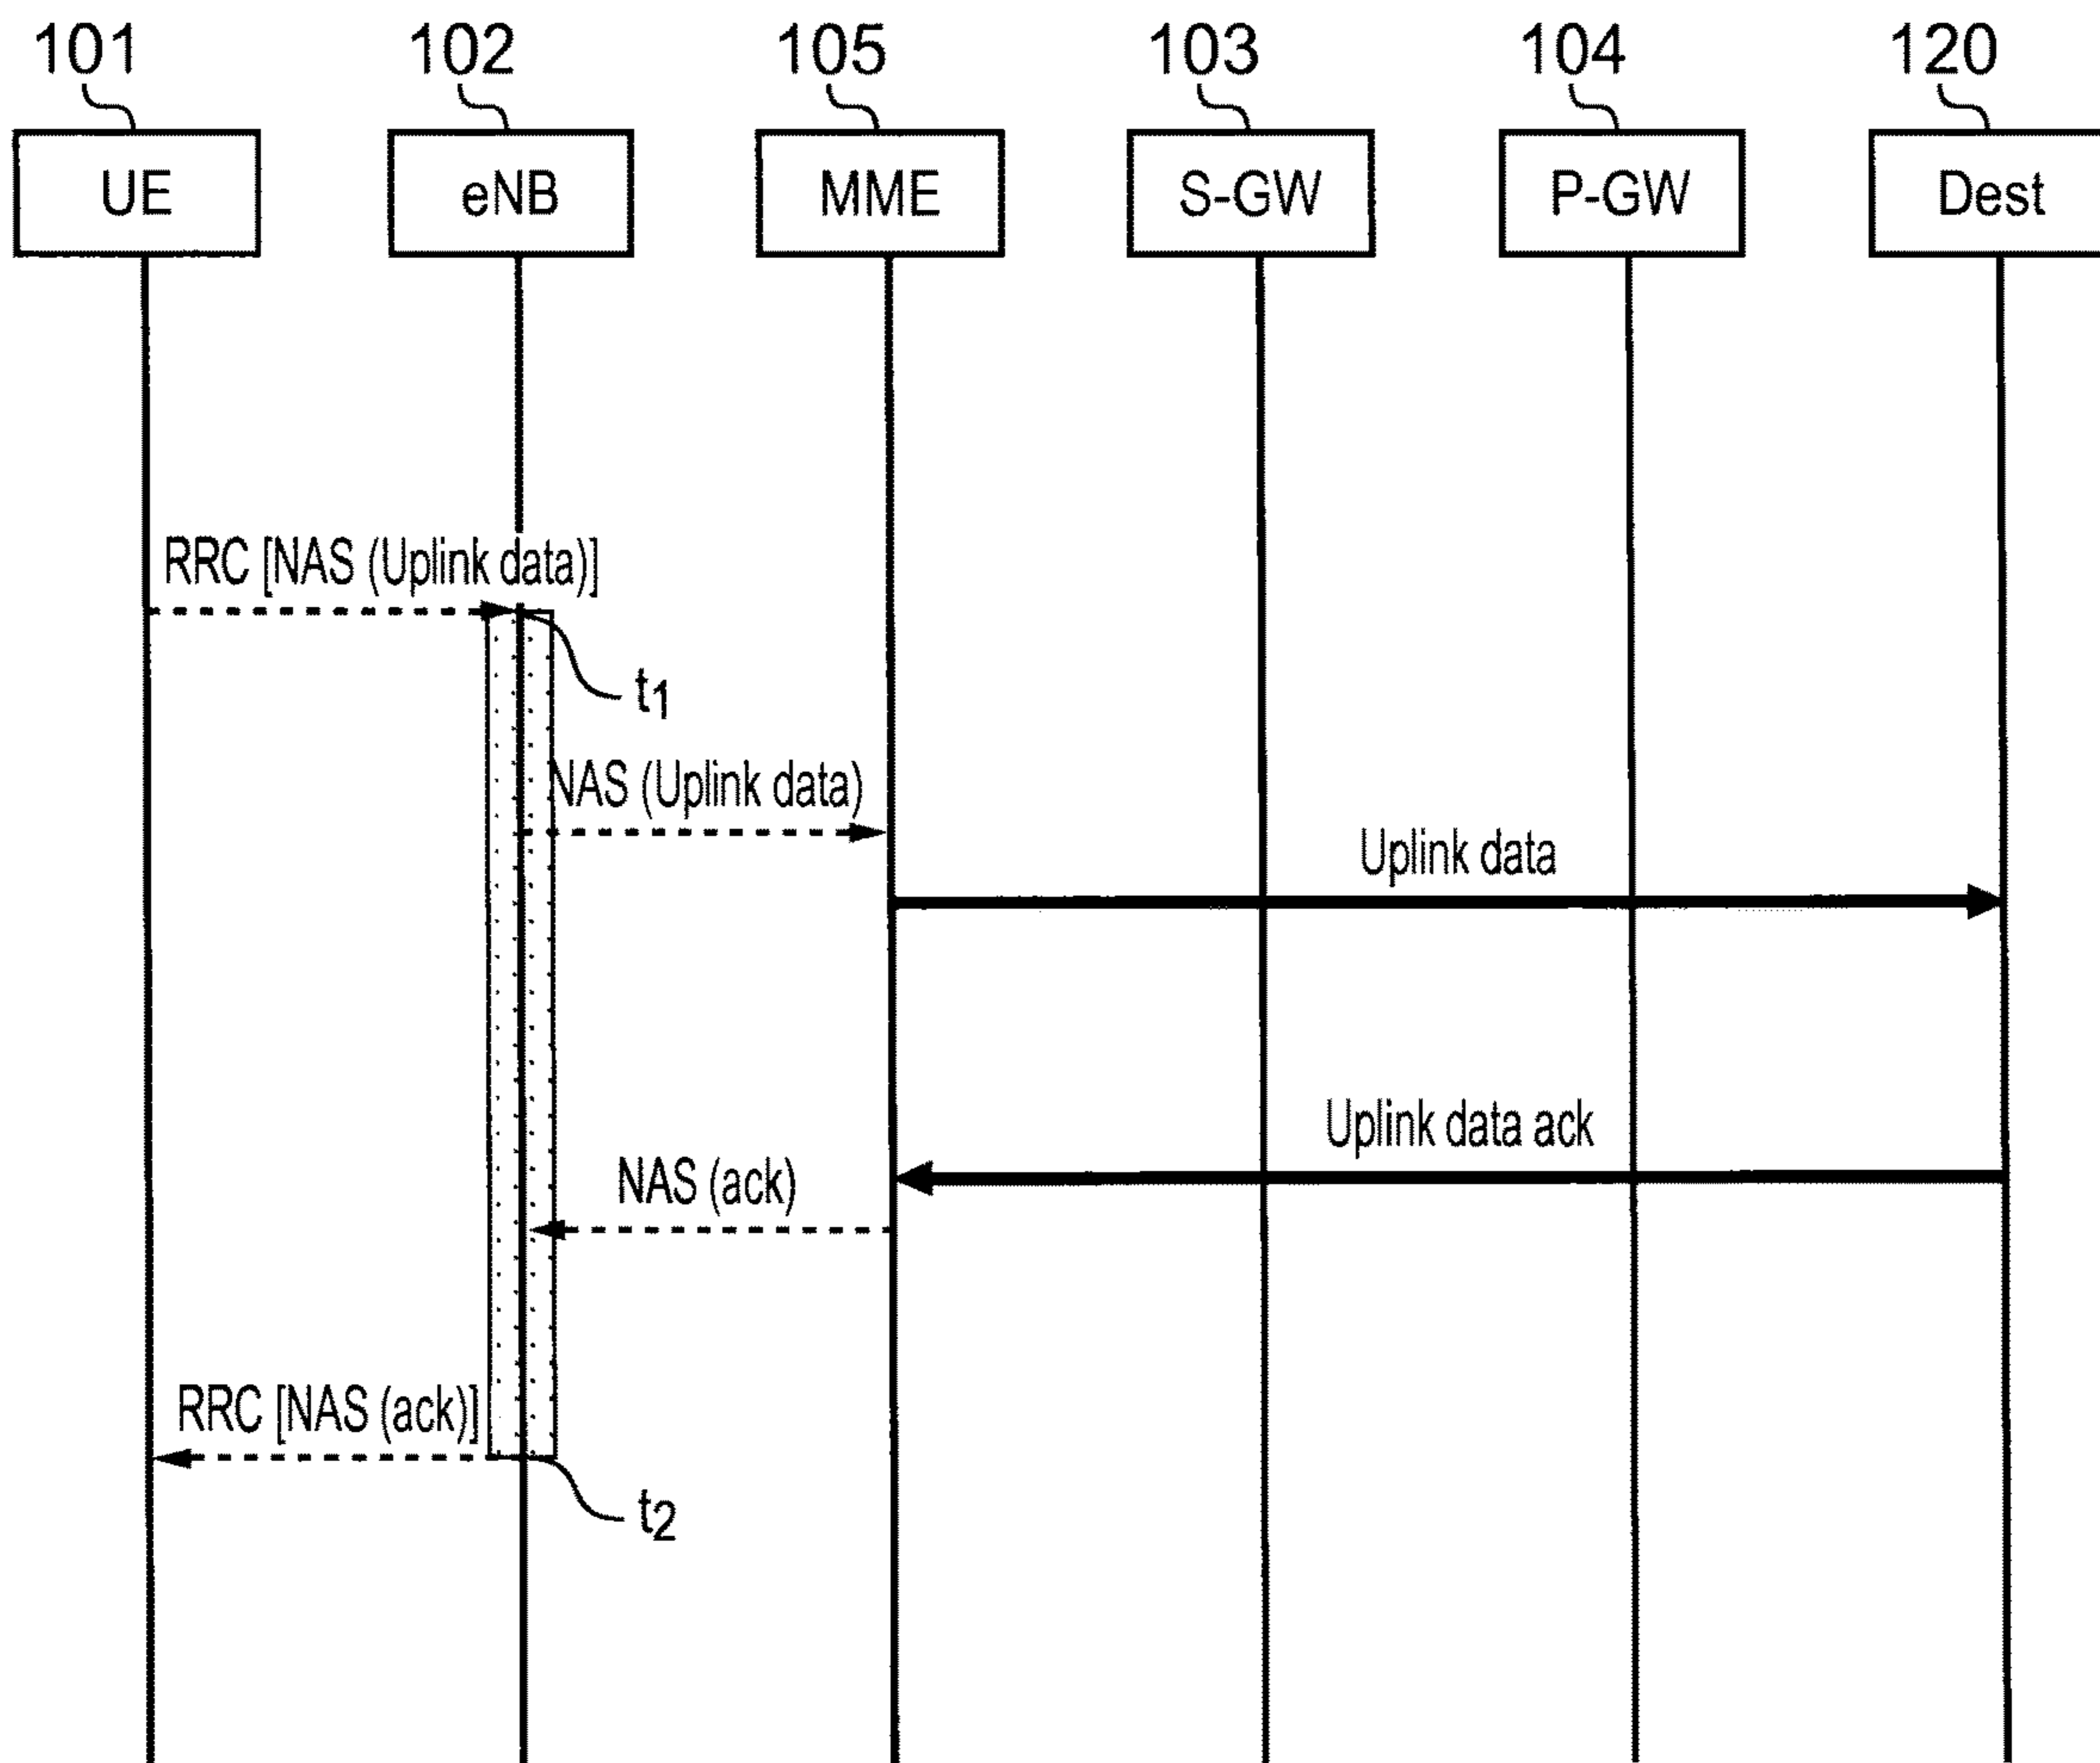 101 102 105 103 104 120
UE eNB MME S-GW P-GW Dest
RRC [NAS (Uplink data)]
t1
NAS (Uplink data)
Uplink data
Uplink data ack
NAS (ack)
RRC [NAS (ack)]
t2